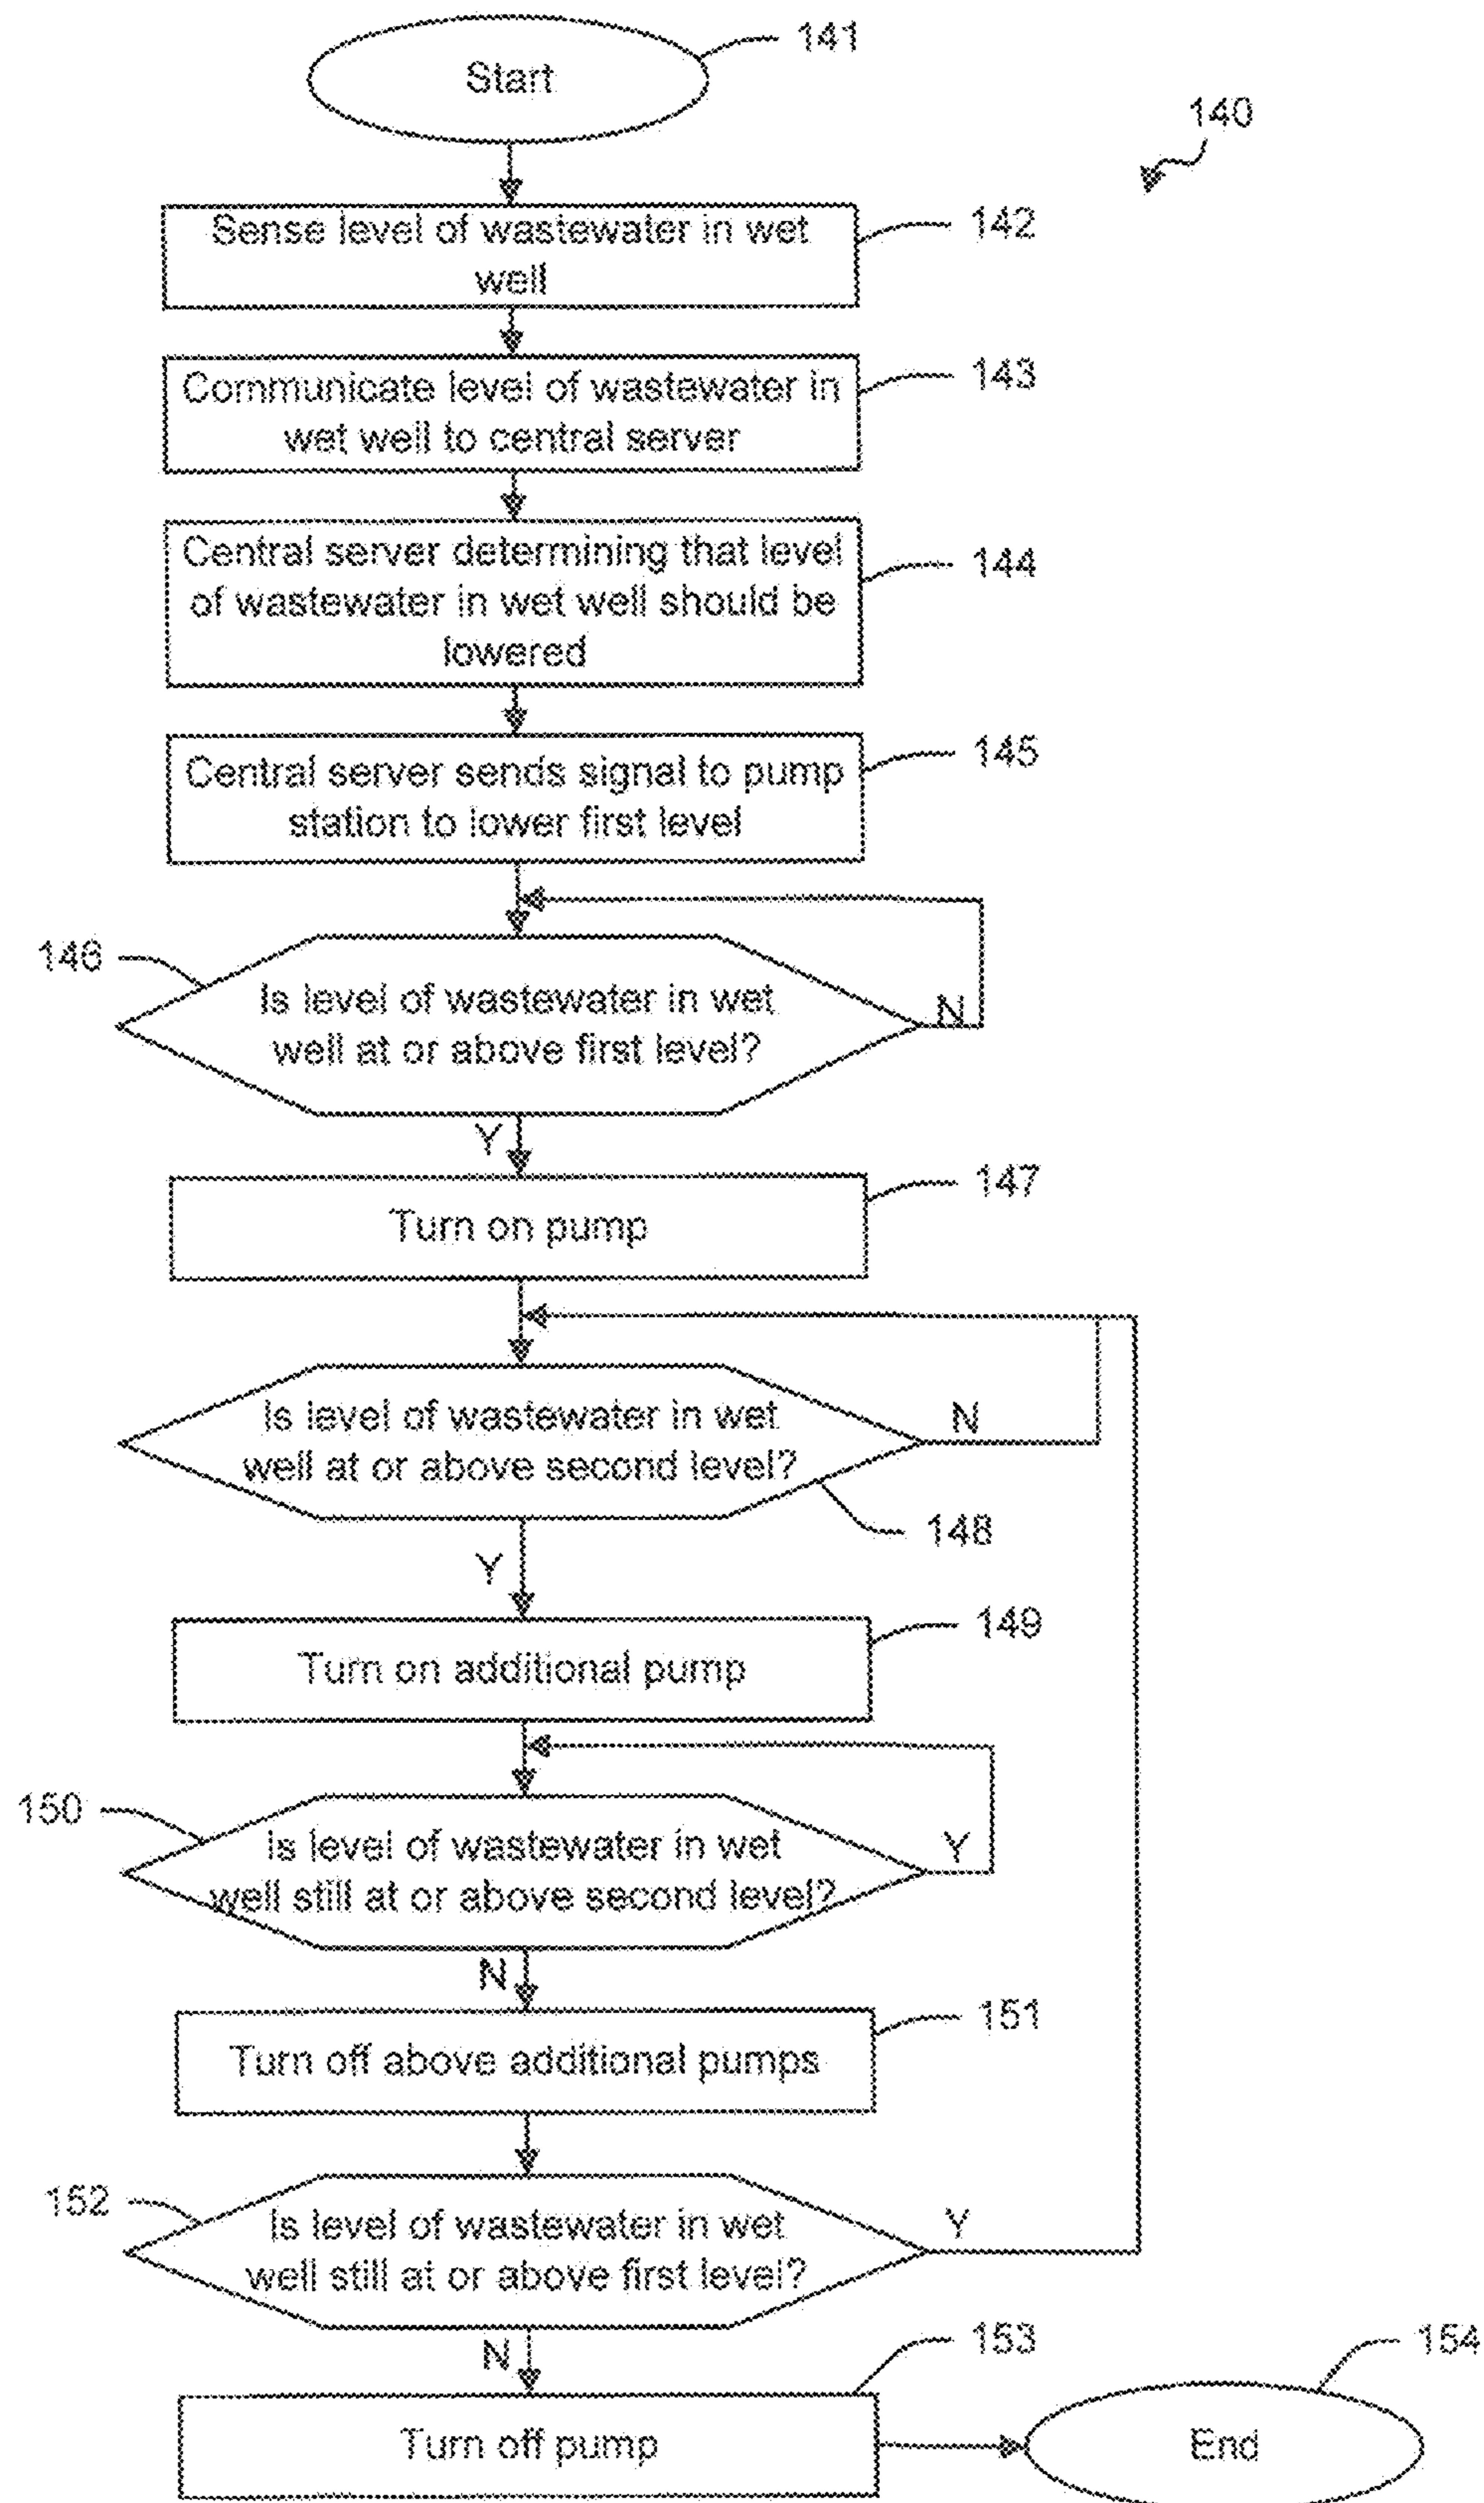 Start
141
140
Sense level of wastewater in wet
well
142
Communicate level of wastewater in
wet well to central server
143
Central server determining that level
of wastewater in wet well should be
lowered
144
Central server sends signal to pump
station to lower first level
145
146
Is level of wastewater in wet
well at or above first level?
N
Y
Turn on pump
147
Is level of wastewater in wet
well at or above second level?
N
148
Y
Turn on additional pump
149
150
Is level of wastewater in wet
well still at or above second level?
Y
N
Turn off above additional pumps
151
152
Is level of wastewater in wet
well still at or above first level?
Y
N
Turn off pump
153
End
154